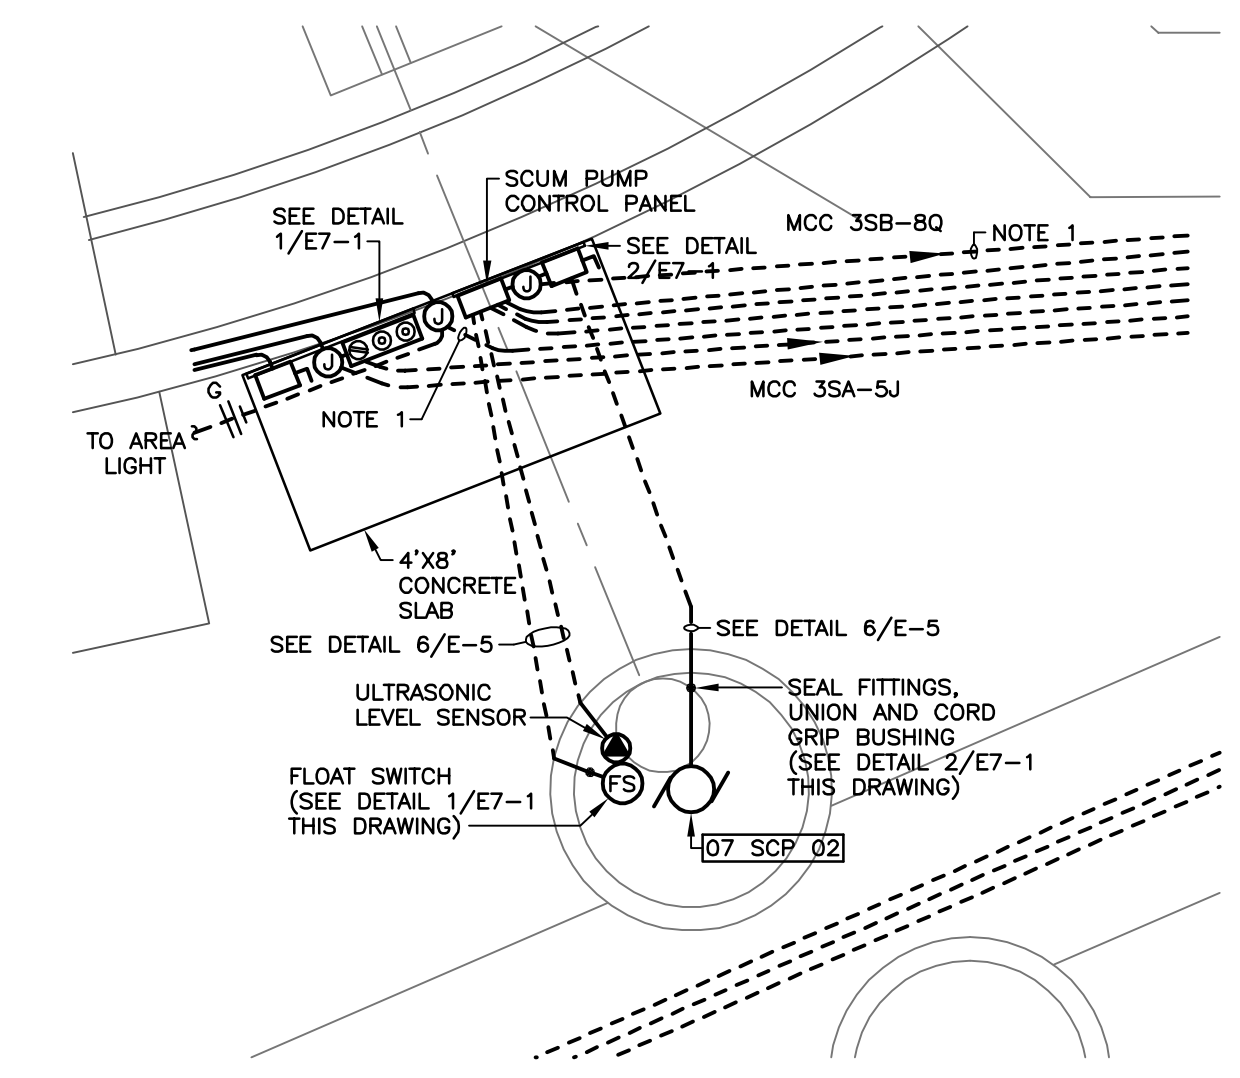 SCUM PUMP
CONTROL PANEL
SEE DETAIL
1/E7-1
MCC 3SB-8Q
NOTE 1
SEE DETAIL
2/E7-1
J
J
J
G
MCC 3SA-5J
NOTE 1
TO AREA
LIGHT
4'X8'
CONCRETE
SLAB
SEE DETAIL 6/E-5
SEE DETAIL 6/E-5
ULTRASONIC
LEVEL SENSOR
SEAL FITTINGS,
UNION AND CORD
GRIP BUSHING
(SEE DETAIL 2/E7-1
THIS DRAWING)
FLOAT SWITCH
(SEE DETAIL 1/E7-1
THIS DRAWING)
FS
07 SCP 02